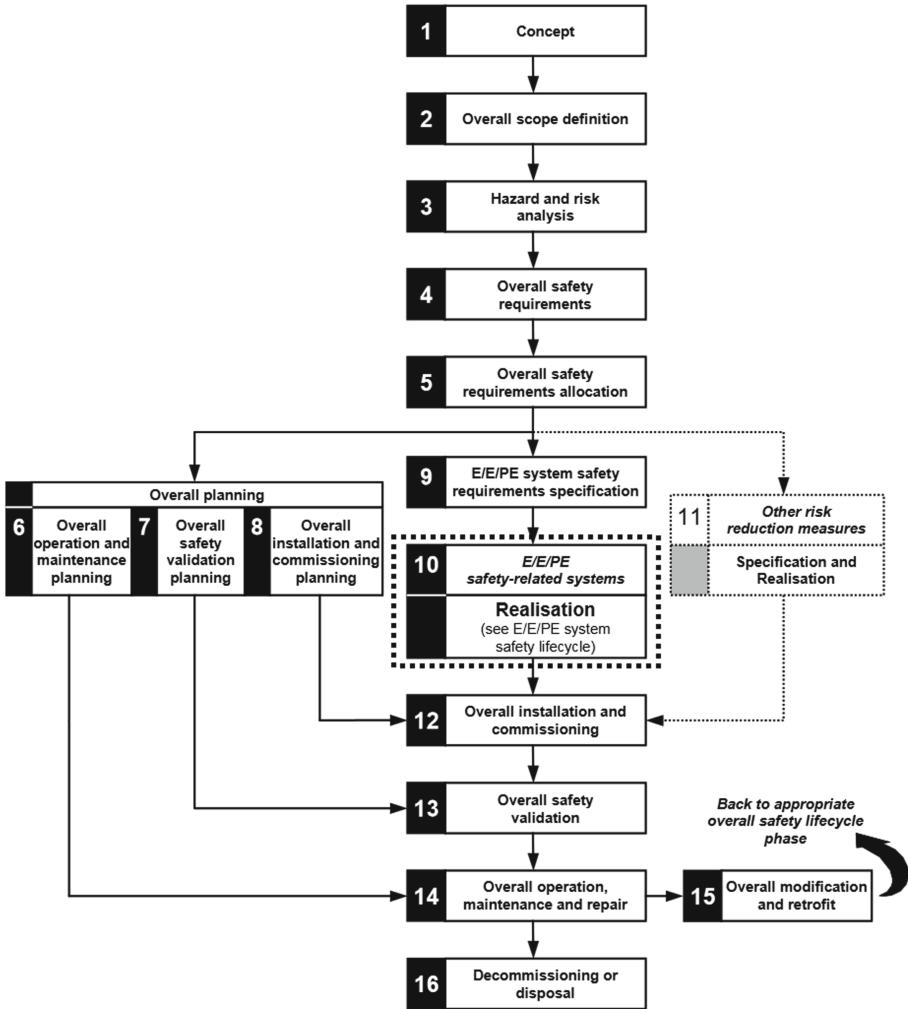 1
Concept
2
Overall scope definition
3
Hazard and risk
analysis
4
Overall safety
requirements
5
Overall safety
requirements allocation
Overall planning
6
Overall
operation and
maintenance
planning
7
Overall
safety
validation
planning
8
Overall
installation and
commissioning
planning
9
E/E/PE system safety
requirements specification
10
E/E/PE
safety-related systems
Realisation
(see E/E/PE system
safety lifecycle)
11
Other risk
reduction measures
Specification and
Realisation
12
Overall installation and
commissioning
13
Overall safety
validation
Back to appropriate
overall safety lifecycle
phase
14
Overall operation,
maintenance and repair
15
Overall modification
and retrofit
16
Decommissioning or
disposal